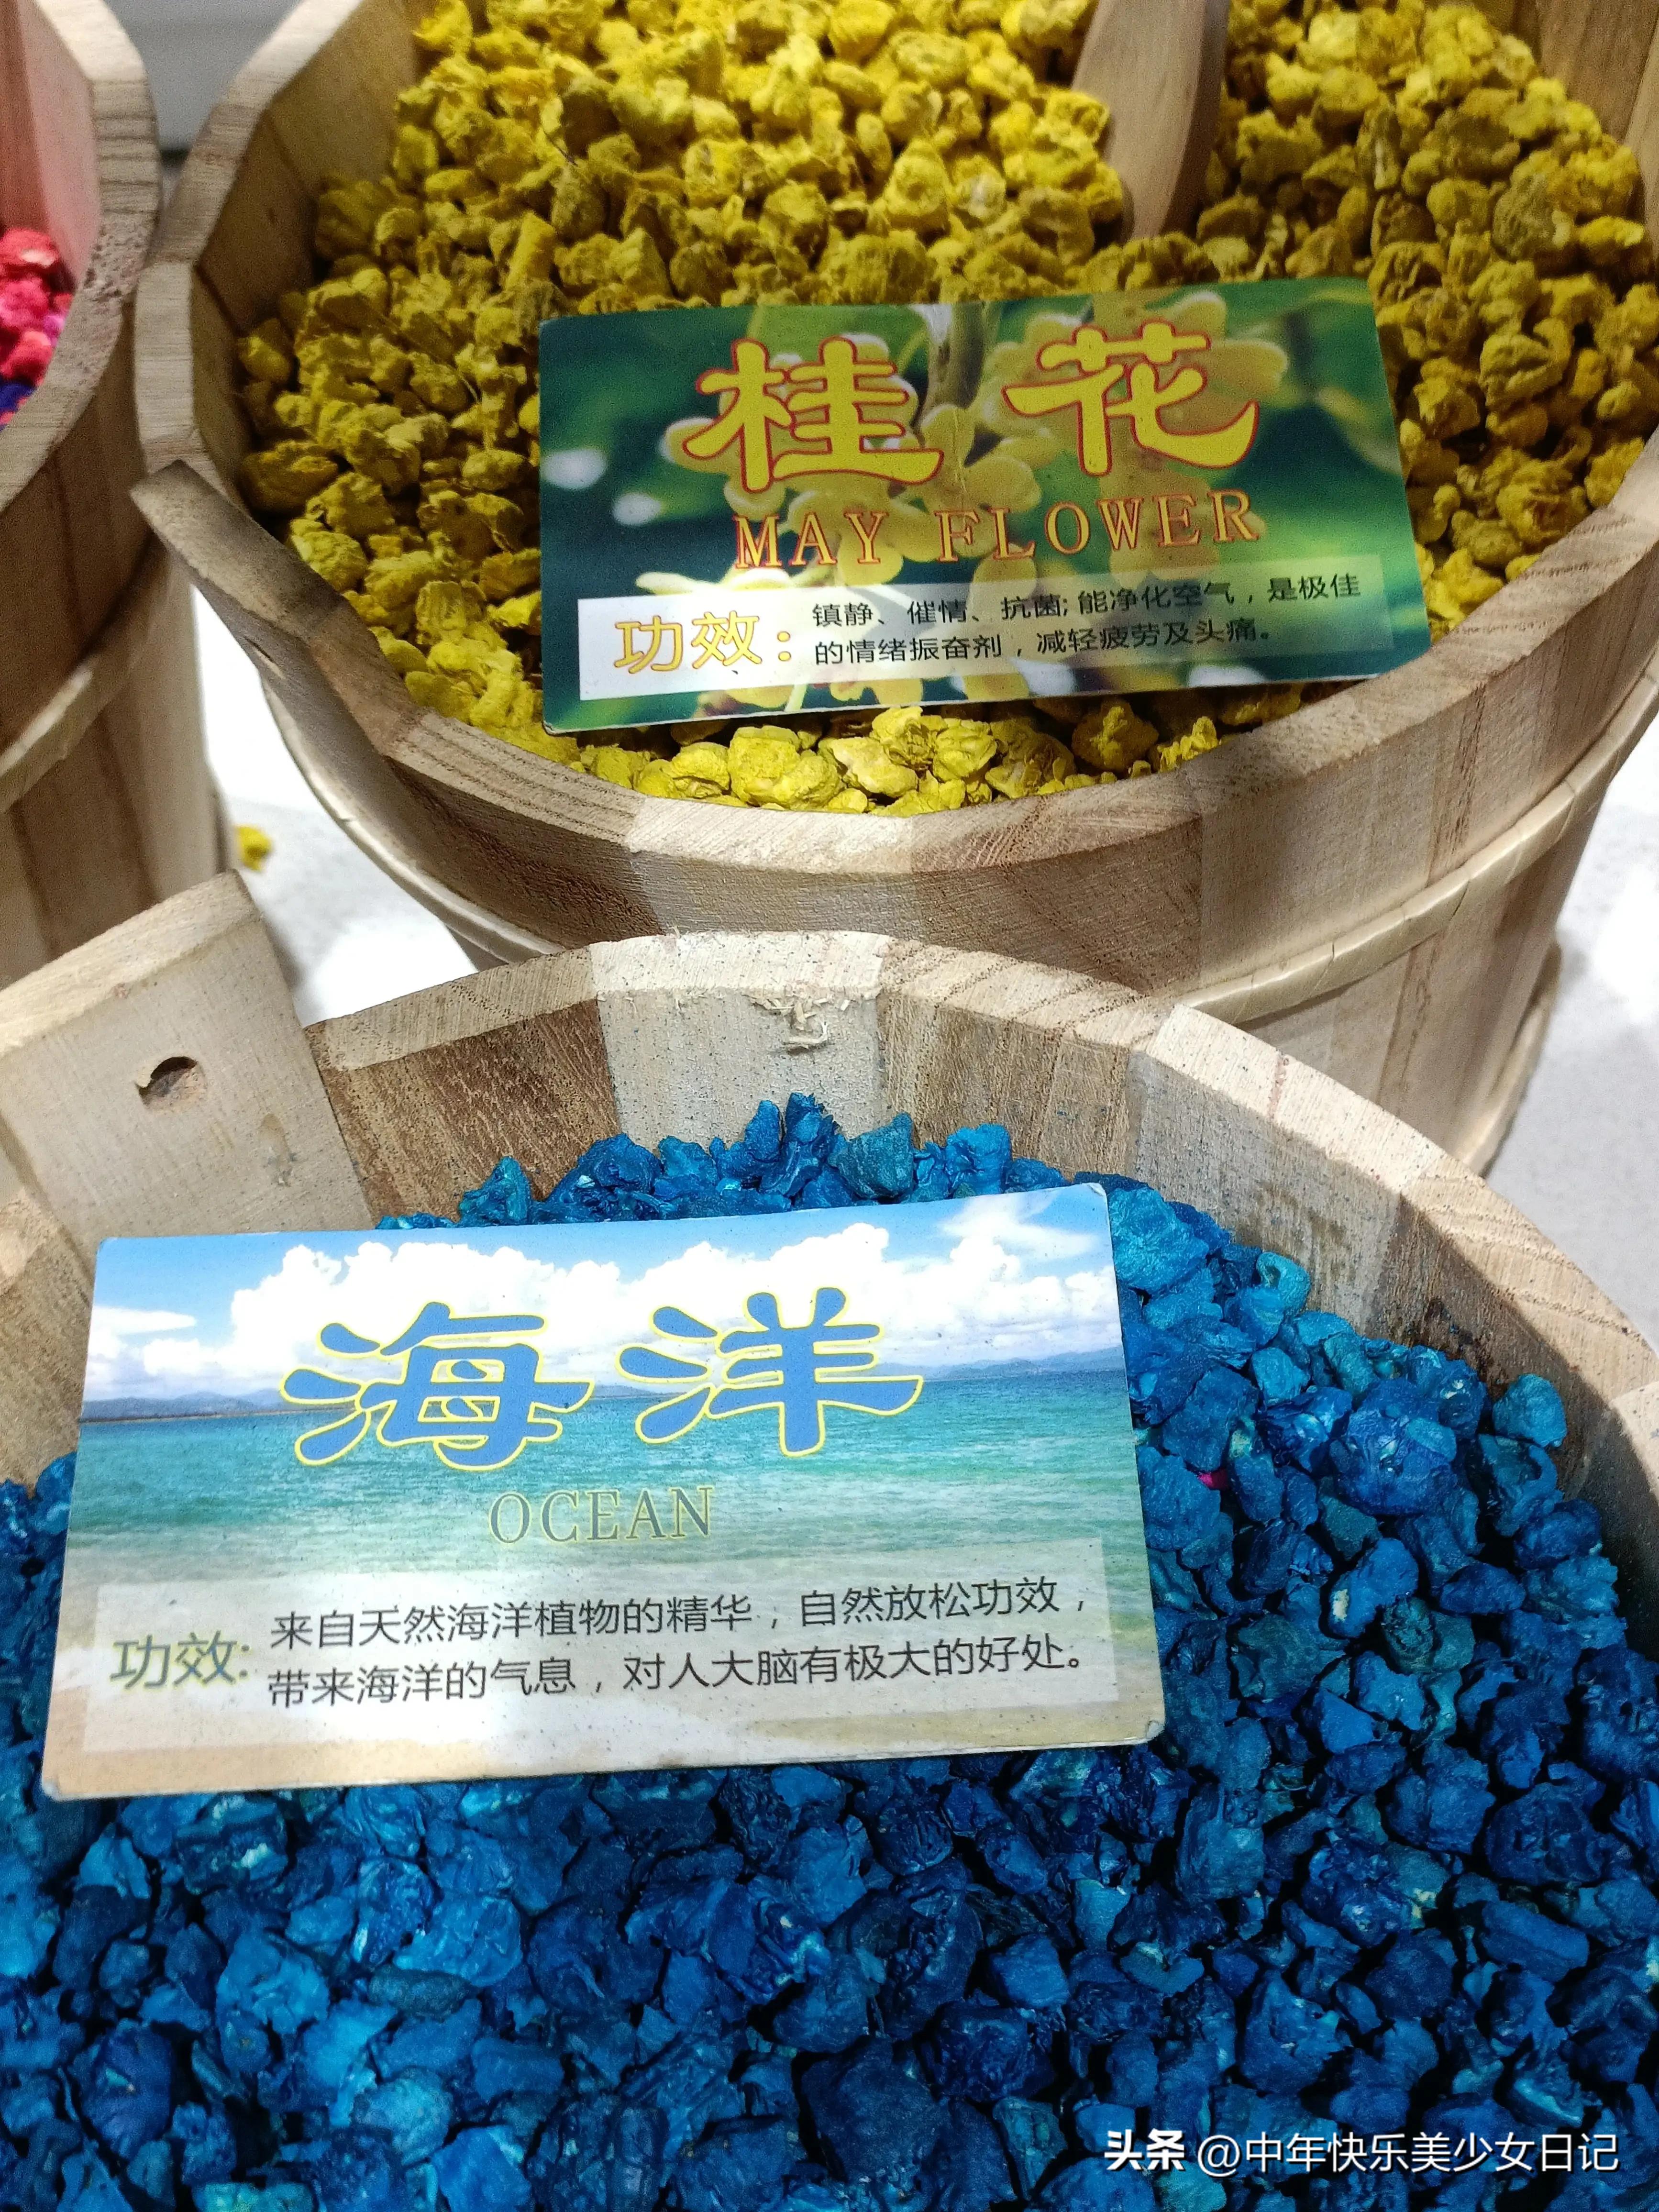 桂花
MAY FLOWER
功效：镇静、催情、抗菌;能净化空气，是极佳
的情绪振奋剂，减轻疲劳及头痛。
海洋
OCEAN
功效:来自天然海洋植物的精华，自然放松功效，
带来海洋的气息，对人大脑有极大的好处。
头条 @中年快乐美少女日记